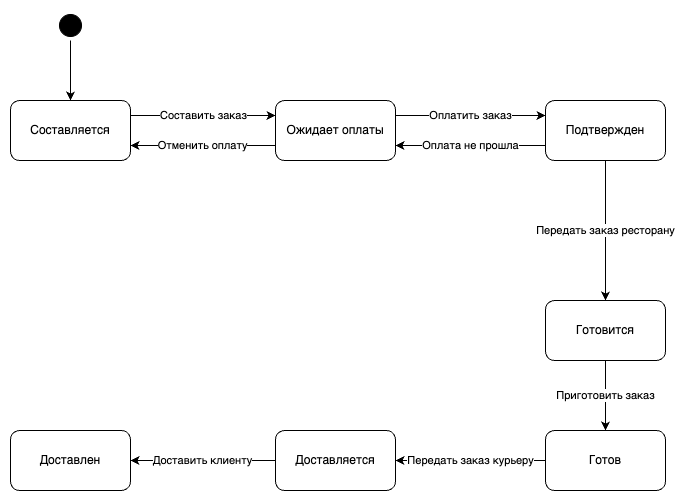 Составить заказ
Оплатить заказ
Составляется
Ожидает оплаты
Подтвержден
Отменить оплату
Оплата не прошла
Передать заказ ресторану
Готовится
Приготовить заказ
Доставлен
Доставить клиенту
Доставляется
Передать заказ курьеру
Готов